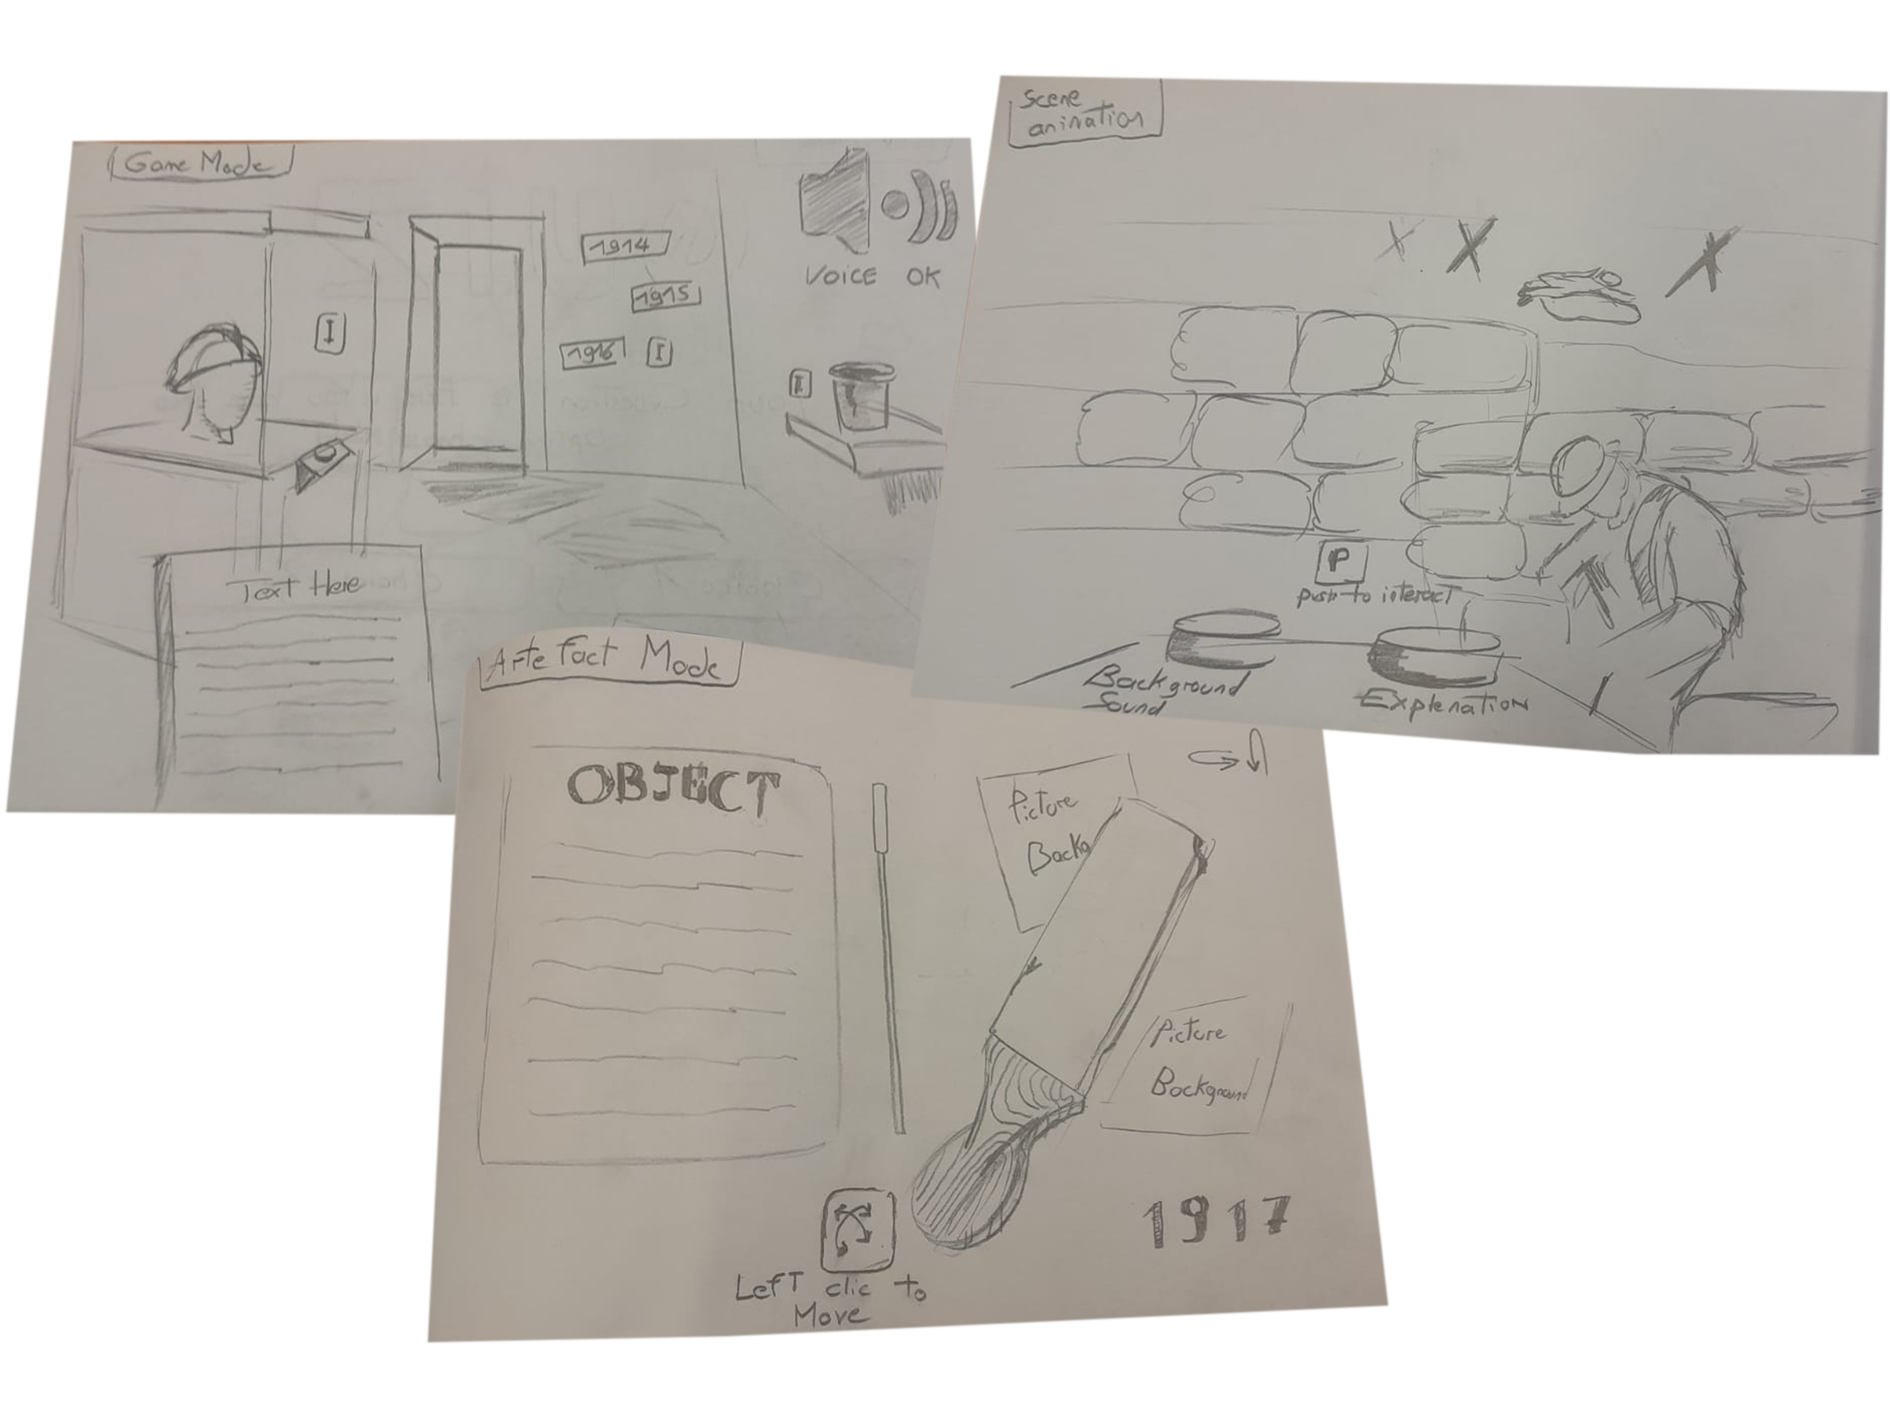 Game Mode
1914
1915
1916
I
I
I
VOICE OK
Text Here
Scene
animation
P
push to interact
Background
Sound
Explenation
Artefact Mode
OBJECT
Picture
Backg
Picture
Background
1917
Left clic to
Move